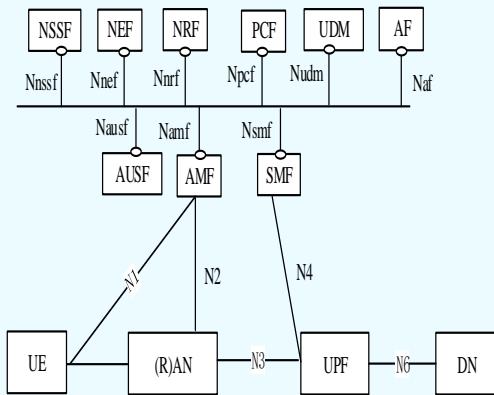 NSSF NEF NRF PCF UDM AF
Nnssf Nnef Nnrf Npcf Nudm Naf
Nausf Namf Nsmf
AUSF AMF SMF
N1 N2 N4
UE (R)AN N3 UPF N6 DN